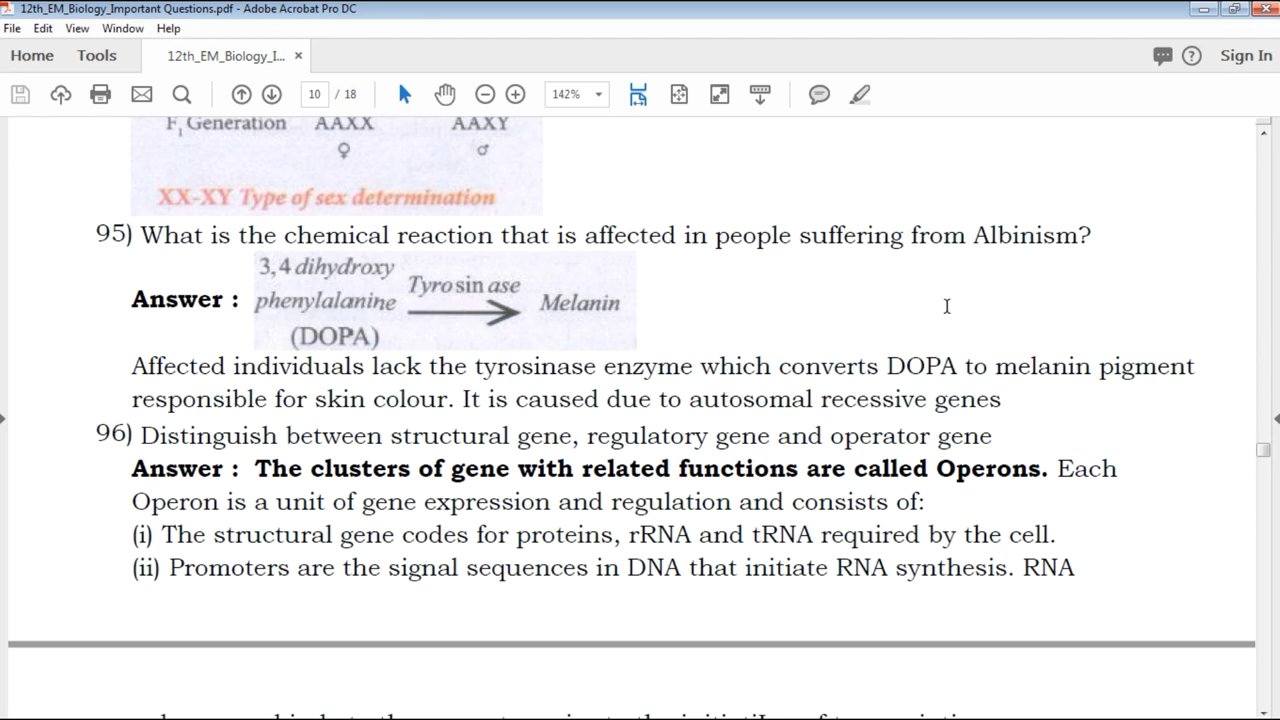 12th_EM_Biology_Important Questions.pdf - Adobe Acrobat Pro DC
File Edit View Window Help
Home Tools 12th_EM_Biology_I... × ? Sign In
10 / 18 142%
F₁ Generation AAXX AAXY
♀ ♂
XX-XY Type of sex determination
95) What is the chemical reaction that is affected in people suffering from Albinism?
3, 4 dihydroxy
Answer : phenylalanine Tyro sin ase Melanin
(DOPA)
Affected individuals lack the tyrosinase enzyme which converts DOPA to melanin pigment
responsible for skin colour. It is caused due to autosomal recessive genes
96) Distinguish between structural gene, regulatory gene and operator gene
Answer : The clusters of gene with related functions are called Operons. Each
Operon is a unit of gene expression and regulation and consists of:
(i) The structural gene codes for proteins, rRNA and tRNA required by the cell.
(ii) Promoters are the signal sequences in DNA that initiate RNA synthesis. RNA